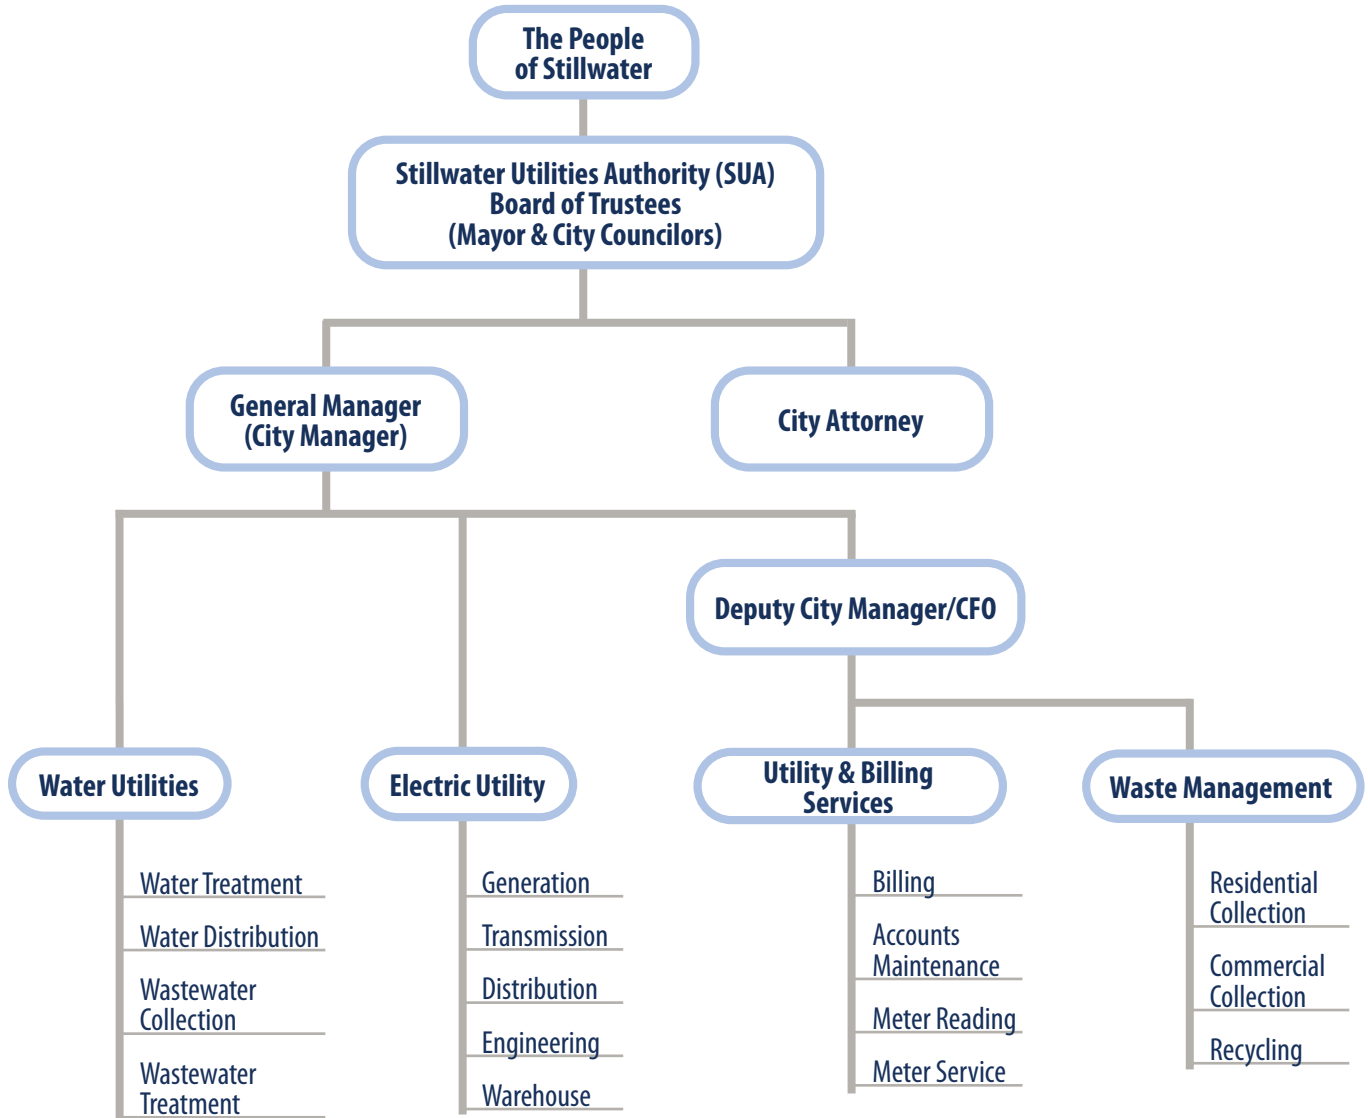 The People
of Stillwater
Stillwater Utilities Authority (SUA)
Board of Trustees
(Mayor & City Councilors)
General Manager
(City Manager)
City Attorney
Deputy City Manager/CFO
Water Utilities
Electric Utility
Utility & Billing
Services
Waste Management
Water Treatment
Water Distribution
Wastewater
Collection
Wastewater
Treatment
Generation
Transmission
Distribution
Engineering
Warehouse
Billing
Accounts
Maintenance
Meter Reading
Meter Service
Residential
Collection
Commercial
Collection
Recycling